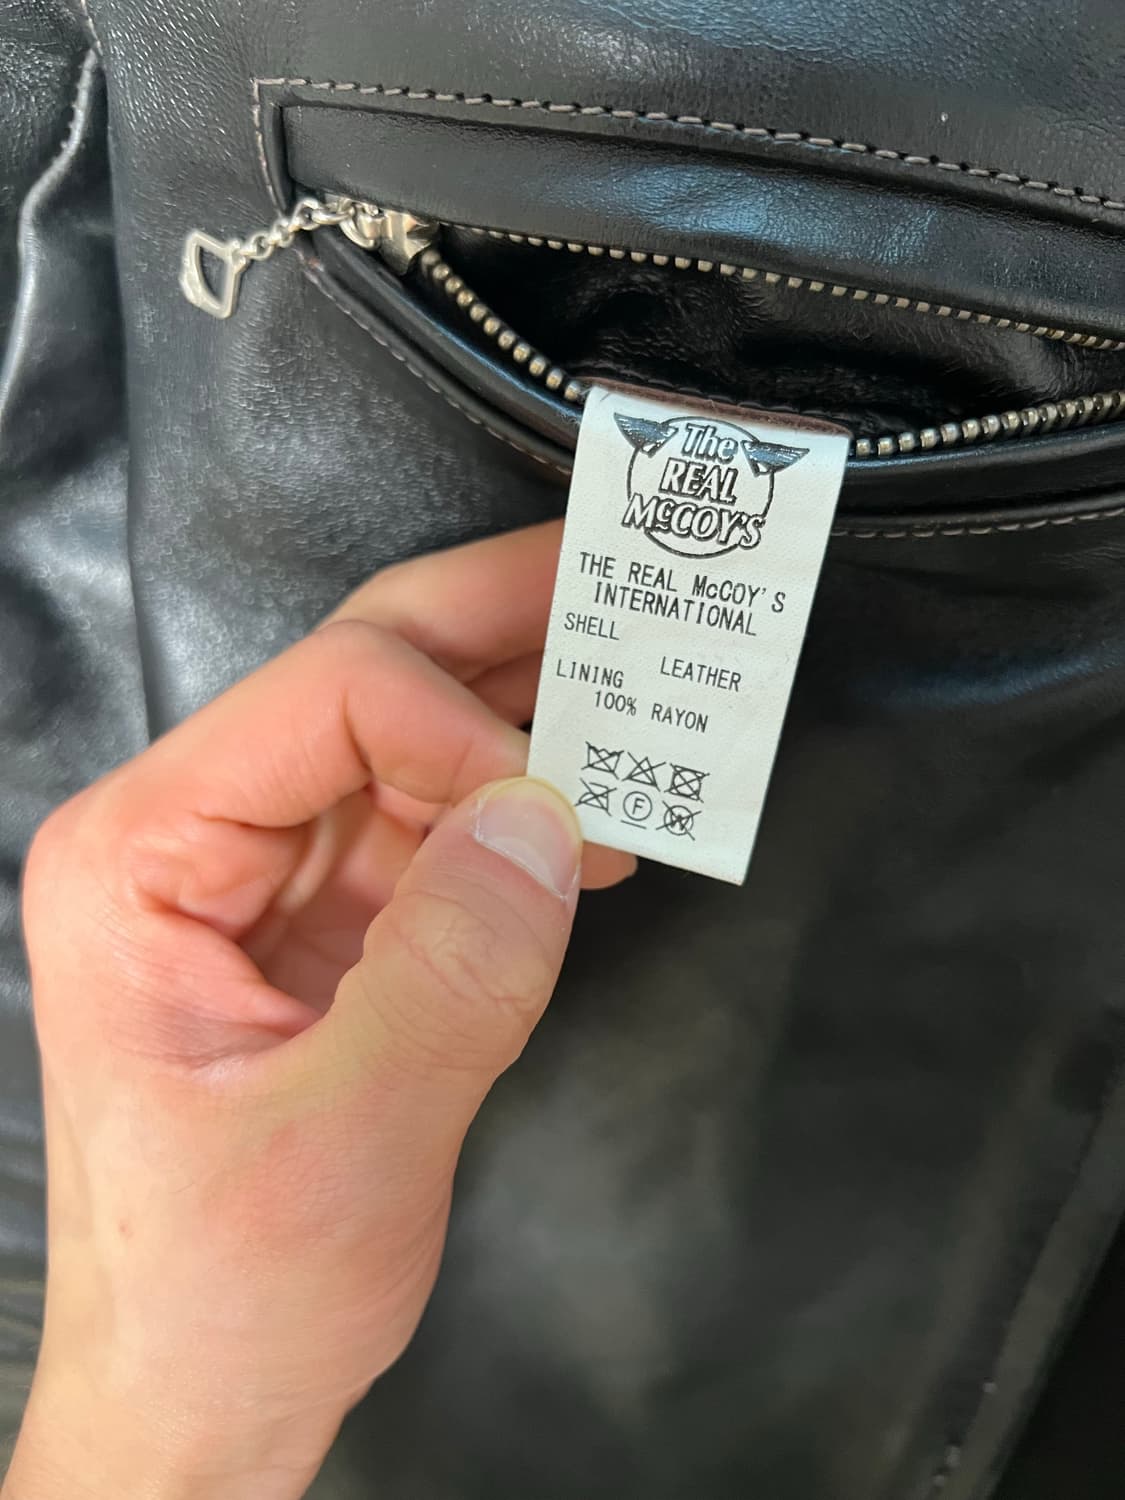 The
REAL
McCOY'S
THE REAL McCOY'S
INTERNATIONAL
SHELL
LEATHER
LINING
100% RAYON
F
W